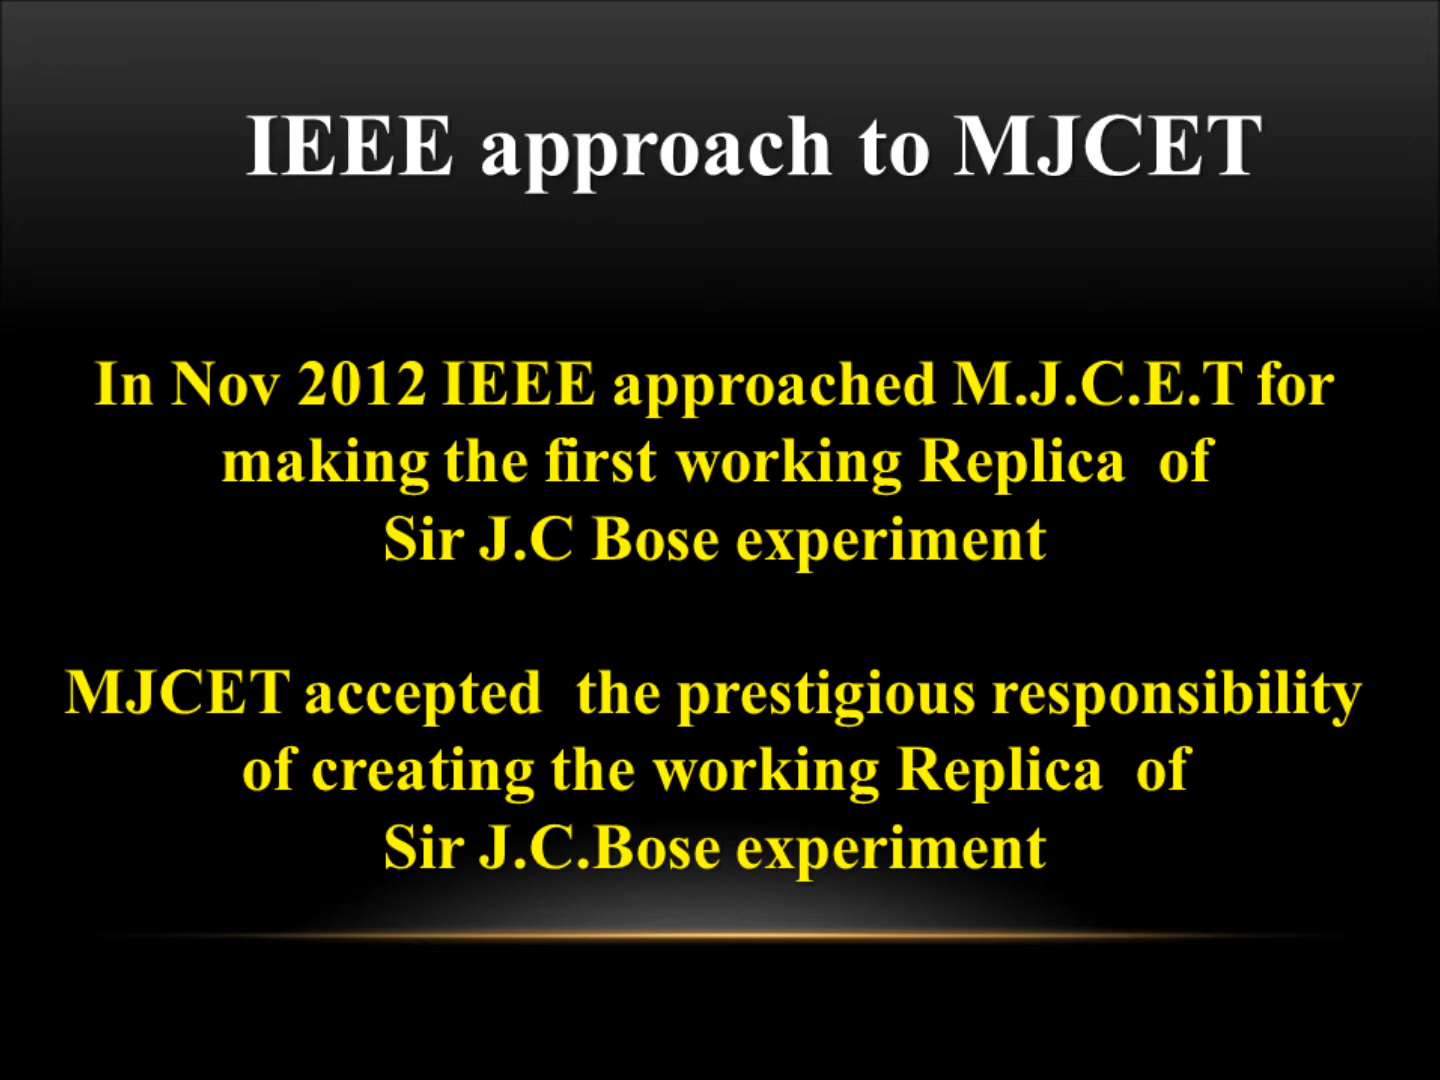 IEEE approach to MJCET
In Nov 2012 IEEE approached M.J.C.E.T for
making the first working Replica of
Sir J.C Bose experiment
MJCET accepted the prestigious responsibility
of creating the working Replica of
Sir J.C.Bose experiment